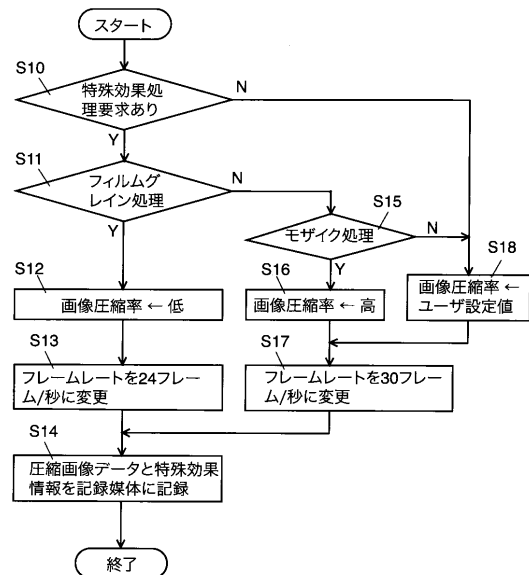 スタート
S10
特殊効果処
理要求あり
N
Y
S11
フィルムグ
レイン処理
N
Y
S15
モザイク処理
N
Y
S12
画像圧縮率 ← 低
S16
画像圧縮率 ← 高
S18
画像圧縮率 ←
ユーザ設定値
S13
フレームレートを24フレー
ム/秒に変更
S17
フレームレートを30フレー
ム/秒に変更
S14
圧縮画像データと特殊効果
情報を記録媒体に記録
終了